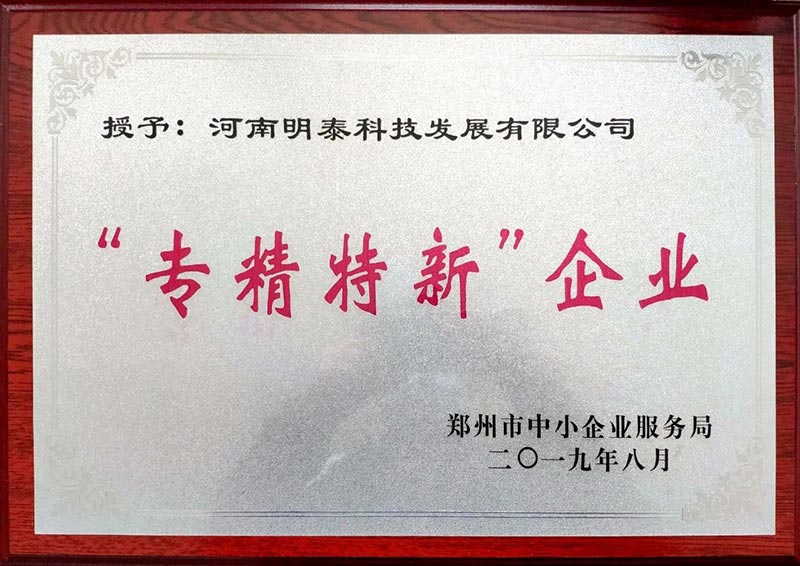 授予：河南明泰科技发展有限公司
“专精特新”企业
郑州市中小企业服务局
二〇一九年八月